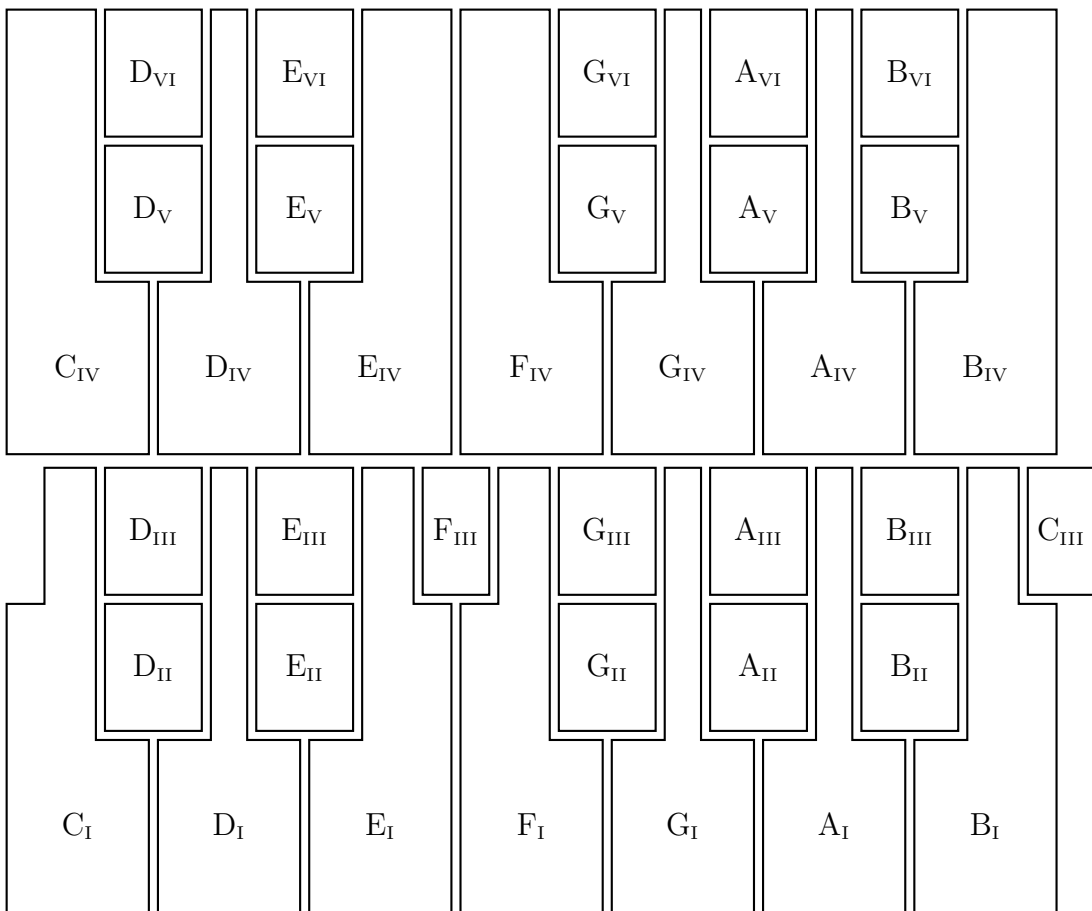 D_VI E_VI G_VI A_VI B_VI
D_V E_V G_V A_V B_V
C_IV D_IV E_IV F_IV G_IV A_IV B_IV
D_III E_III F_III G_III A_III B_III C_III
D_II E_II G_II A_II B_II
C_I D_I E_I F_I G_I A_I B_I